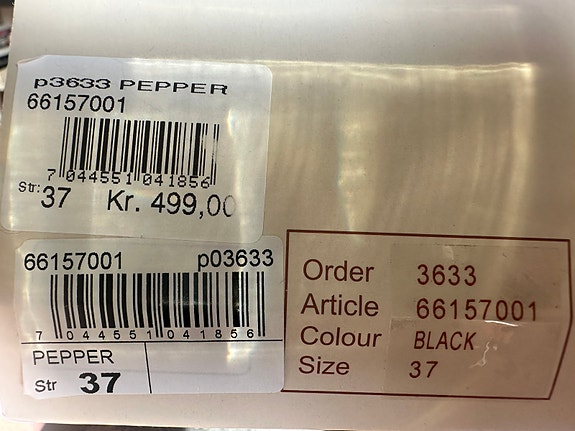 p3633 PEPPER
66157001
7 044551 041856
Str: 37 Kr. 499,00
66157001 p03633
7 044551 041856
PEPPER
Str 37
Order 3633
Article 66157001
Colour BLACK
Size 37